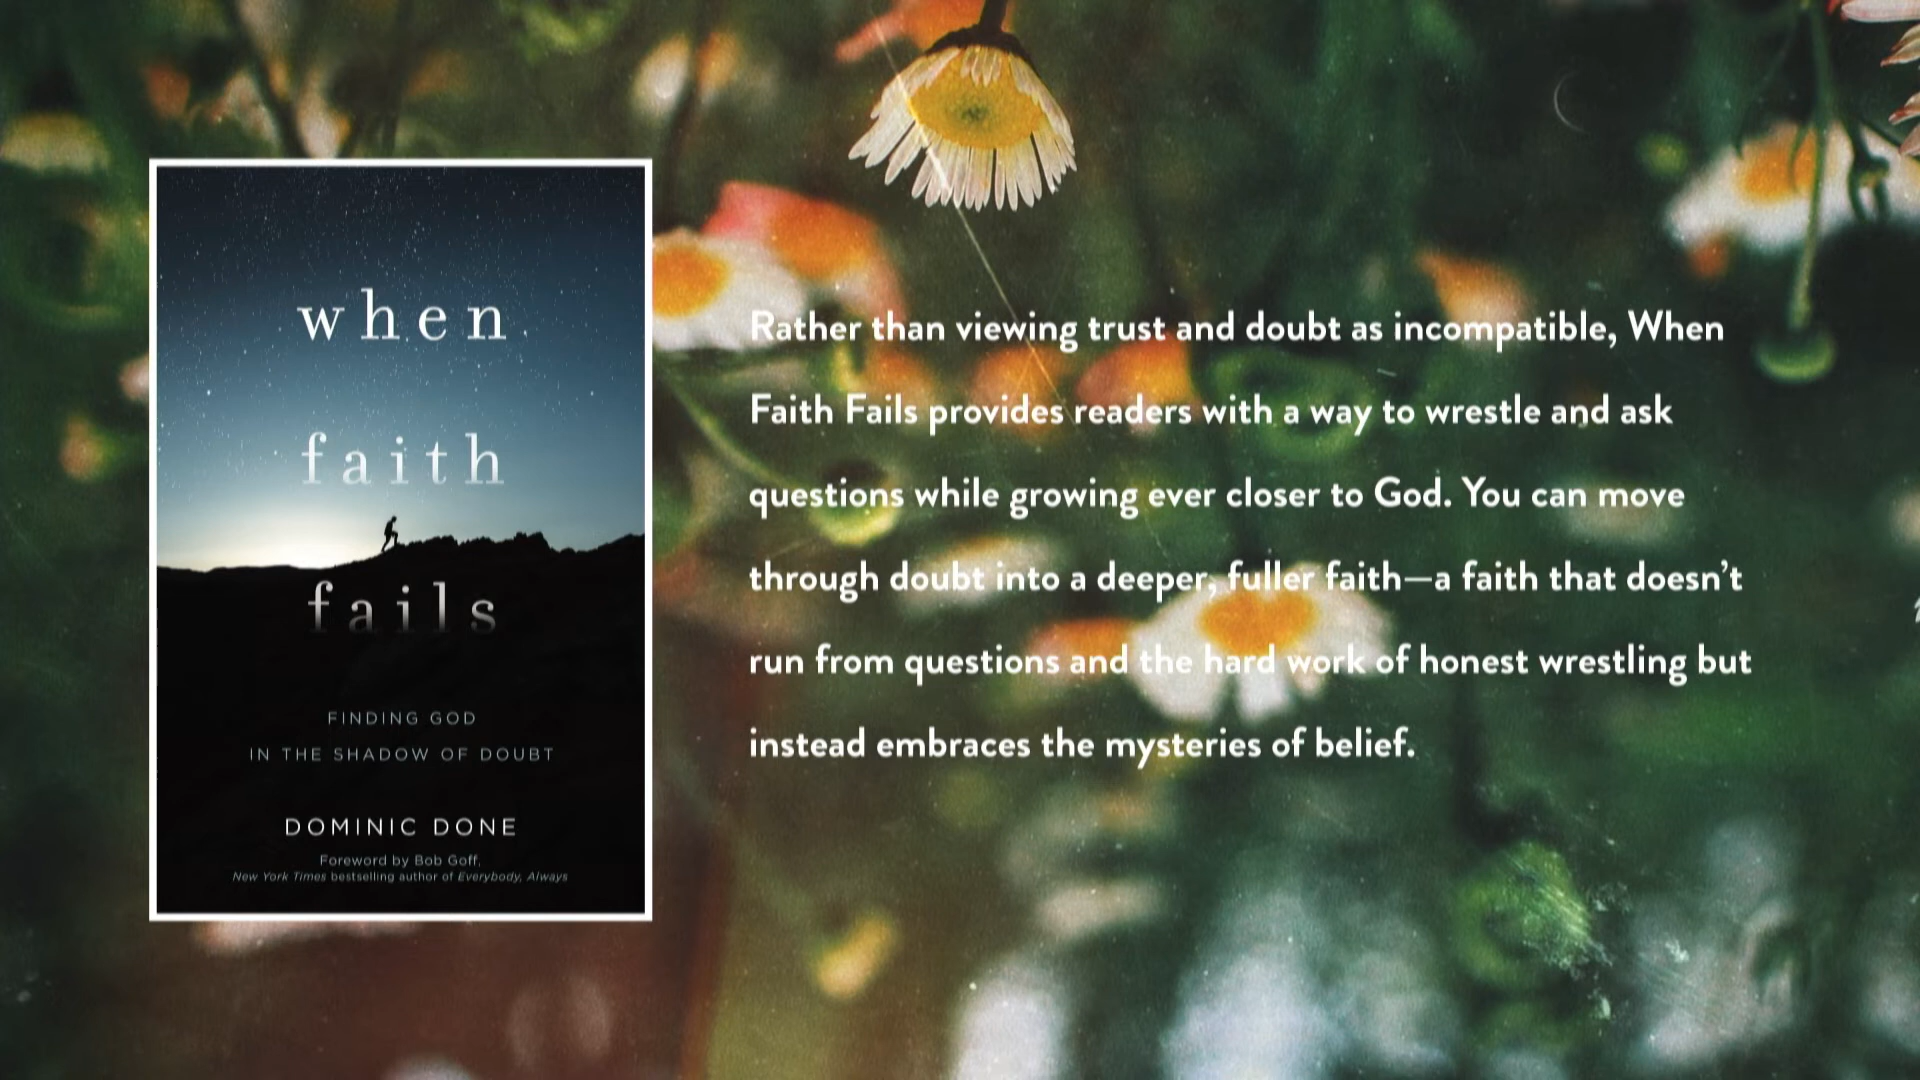 when
faith
fails
FINDING GOD
IN THE SHADOW OF DOUBT
DOMINIC DONE
Foreword by Bob Goff,
New York Times bestselling author of Everybody, Always
Rather than viewing trust and doubt as incompatible, When
Faith Fails provides readers with a way to wrestle and ask
questions while growing ever closer to God. You can move
through doubt into a deeper, fuller faith—a faith that doesn’t
run from questions and the hard work of honest wrestling but
instead embraces the mysteries of belief.